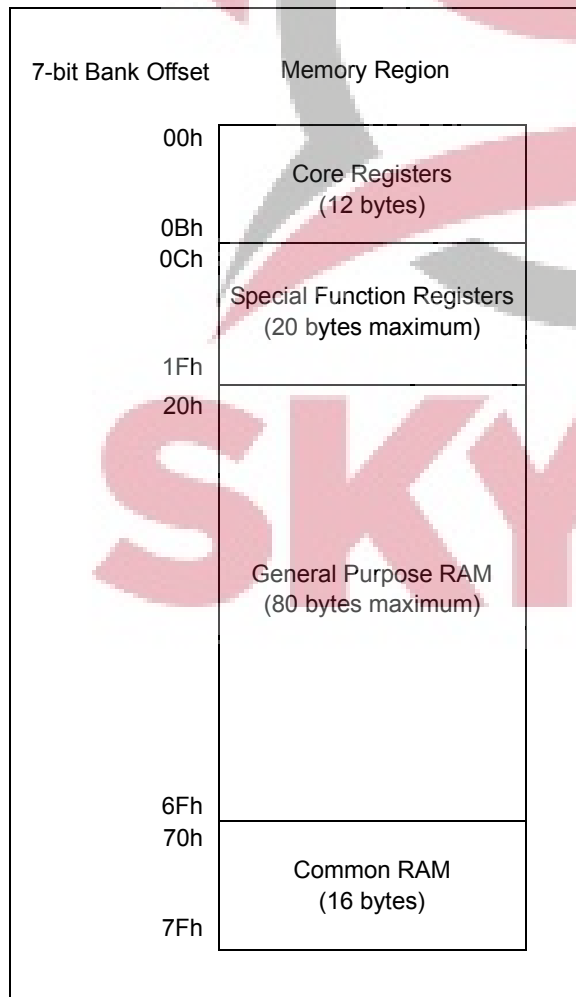 7-bit Bank Offset Memory Region
00h
Core Registers
(12 bytes)
0Bh
0Ch
Special Function Registers
(20 bytes maximum)
1Fh
20h
General Purpose RAM
(80 bytes maximum)
6Fh
70h
Common RAM
(16 bytes)
7Fh
SKY